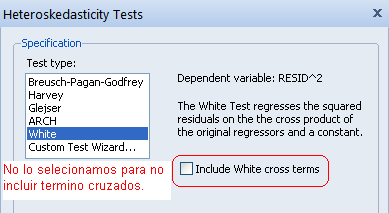 Heteroskedasticity Tests
Specification
Test type:
Breusch-Pagan-Godfrey
Harvey
Glejser
ARCH
White
Custom Test Wizard...
Dependent variable: RESID^2
The White Test regresses the squared
residuals on the the cross product of
the original regressors and a constant.
No lo selecionamos para no
incluir termino cruzados.
Include White cross terms